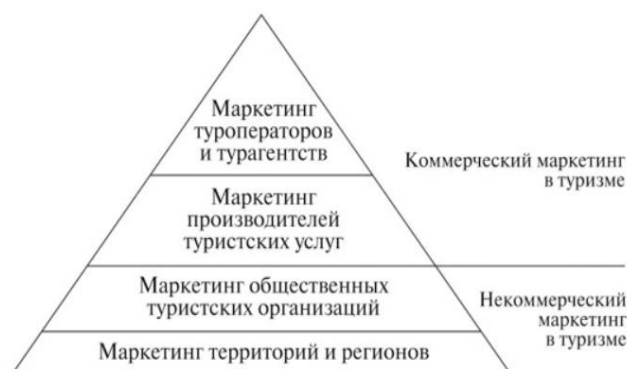 Маркетинг
туроператоров
и турагентств
Коммерческий маркетинг
в туризме
Маркетинг
производителей
туристских услуг
Маркетинг общественных
туристских организаций
Некоммерческий
маркетинг
в туризме
Маркетинг территорий и регионов